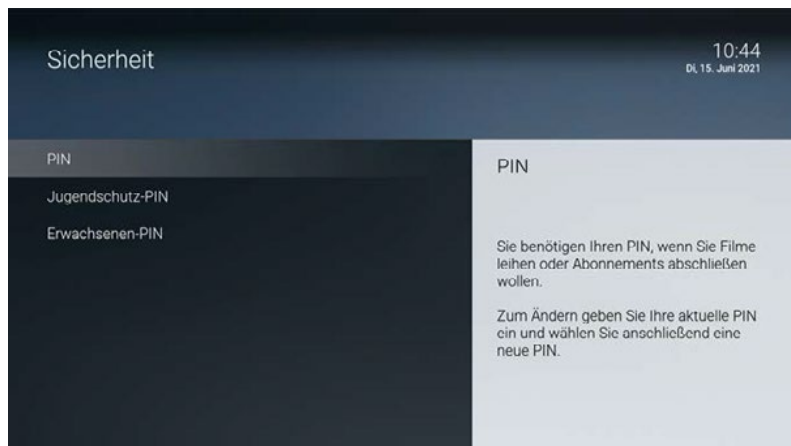 Sicherheit
10:44
Di, 15. Juni 2021
PIN
Jugendschutz-PIN
Erwachsenen-PIN
PIN
Sie benötigen Ihren PIN, wenn Sie Filme
leihen oder Abonnements abschließen
wollen.
Zum Ändern geben Sie Ihre aktuelle PIN
ein und wählen Sie anschließend eine
neue PIN.